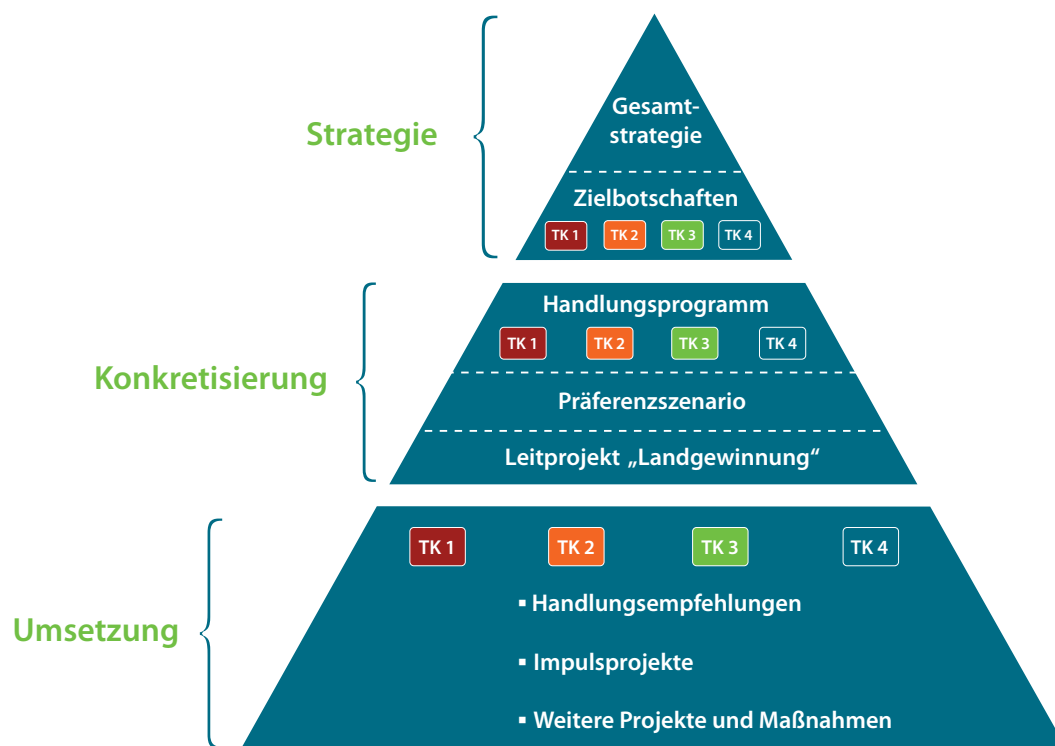 Strategie
Gesamt-
strategie
Zielbotschaften
TK 1 TK 2 TK 3 TK 4
Konkretisierung
Handlungsprogramm
TK 1 TK 2 TK 3 TK 4
Präferenzszenario
Leitprojekt „Landgewinnung“
Umsetzung
TK 1 TK 2 TK 3 TK 4
▪ Handlungsempfehlungen
▪ Impulsprojekte
▪ Weitere Projekte und Maßnahmen